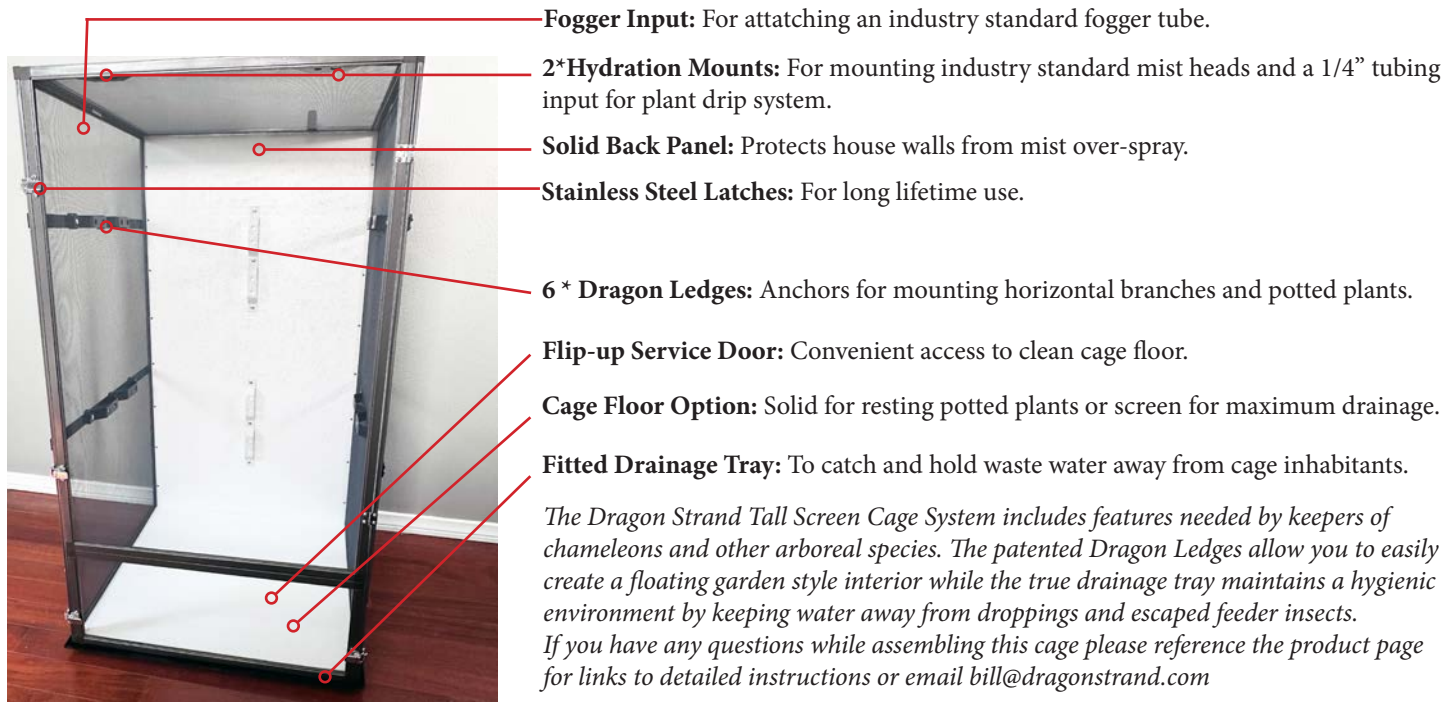 Fogger Input: For attatching an industry standard fogger tube.
2*Hydration Mounts: For mounting industry standard mist heads and a 1/4” tubing
input for plant drip system.
Solid Back Panel: Protects house walls from mist over-spray.
Stainless Steel Latches: For long lifetime use.
6 * Dragon Ledges: Anchors for mounting horizontal branches and potted plants.
Flip-up Service Door: Convenient access to clean cage floor.
Cage Floor Option: Solid for resting potted plants or screen for maximum drainage.
Fitted Drainage Tray: To catch and hold waste water away from cage inhabitants.
The Dragon Strand Tall Screen Cage System includes features needed by keepers of
chameleons and other arboreal species. The patented Dragon Ledges allow you to easily
create a floating garden style interior while the true drainage tray maintains a hygienic
environment by keeping water away from droppings and escaped feeder insects.
If you have any questions while assembling this cage please reference the product page
for links to detailed instructions or email bill@dragonstrand.com